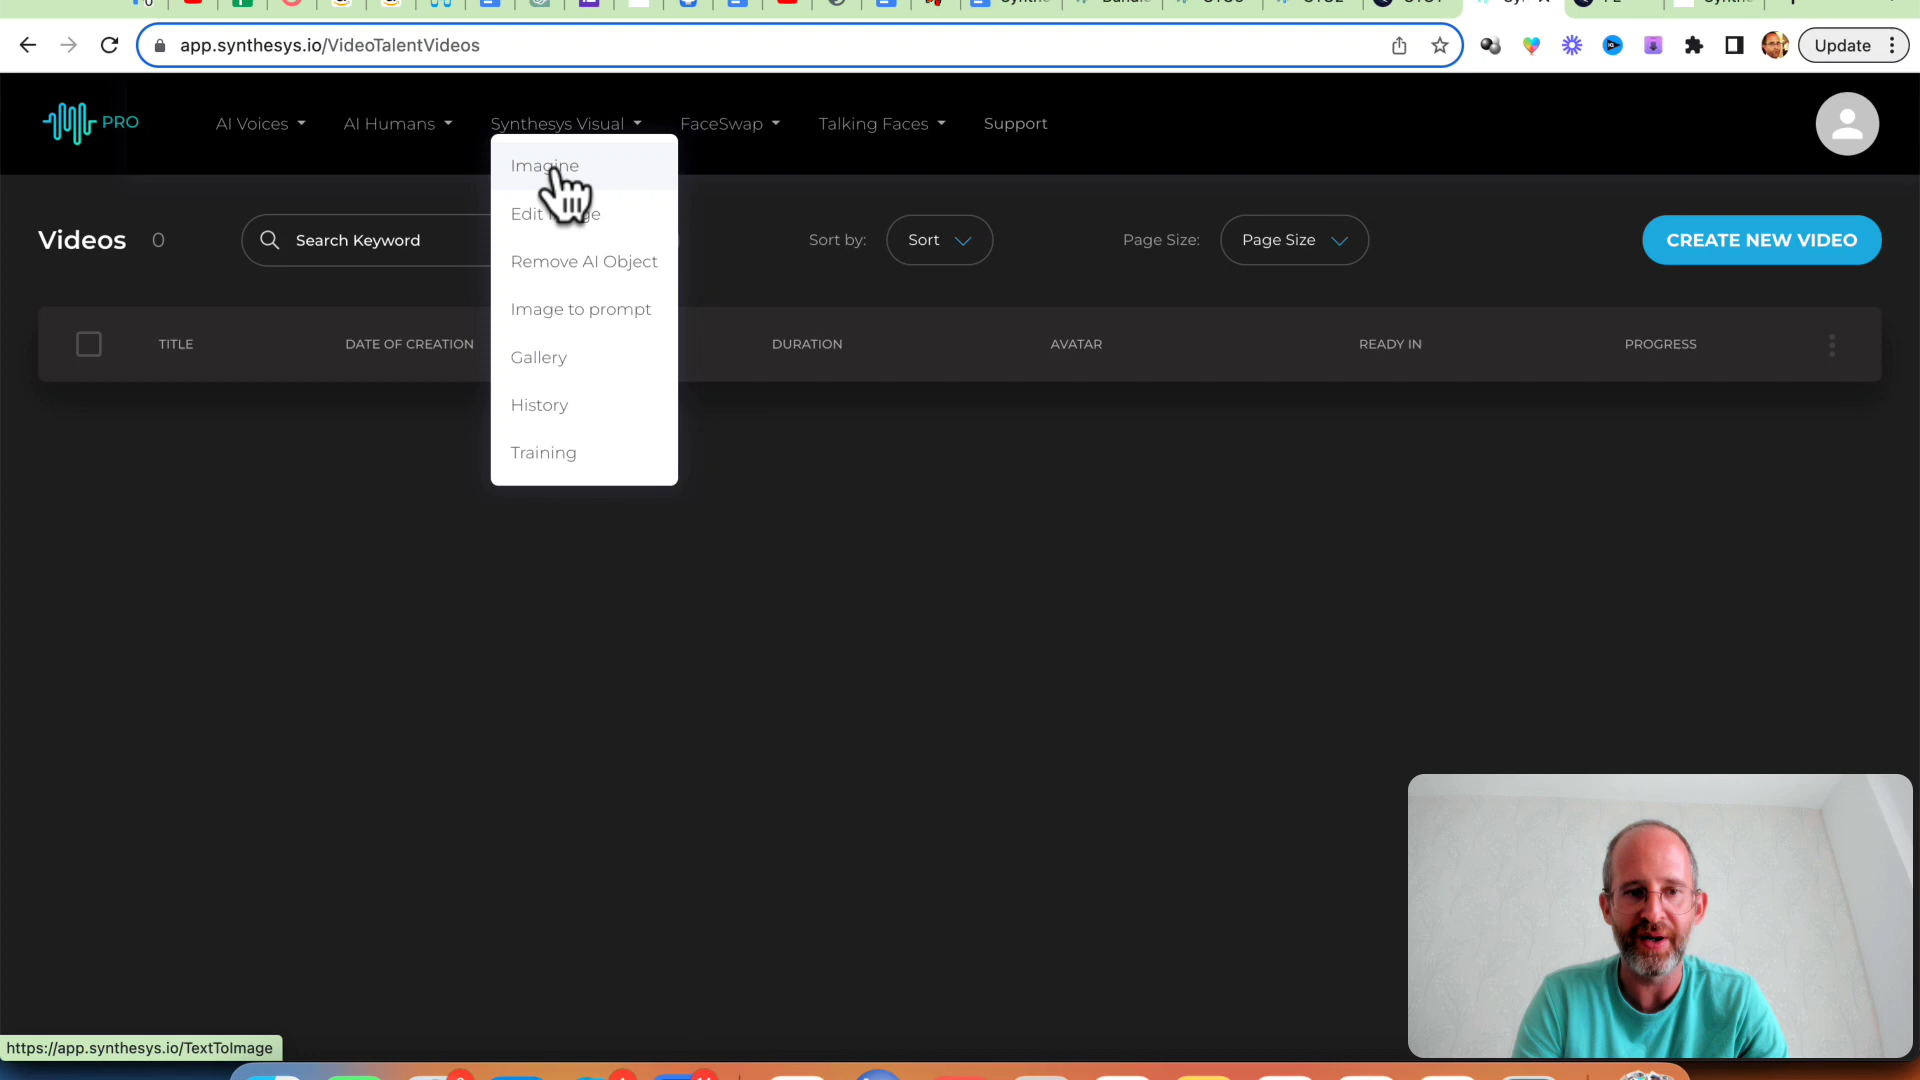 app.synthesys.io/VideoTalentVideos
Update
PRO
AI Voices
AI Humans
Synthesys Visual
FaceSwap
Talking Faces
Support
Imagine
Edit
Remove AI Object
Image to prompt
Gallery
History
Training
Videos 0
Search Keyword
Sort by:
Sort
Page Size:
Page Size
CREATE NEW VIDEO
TITLE
DATE OF CREATION
DURATION
AVATAR
READY IN
PROGRESS
https://app.synthesys.io/TextToImage